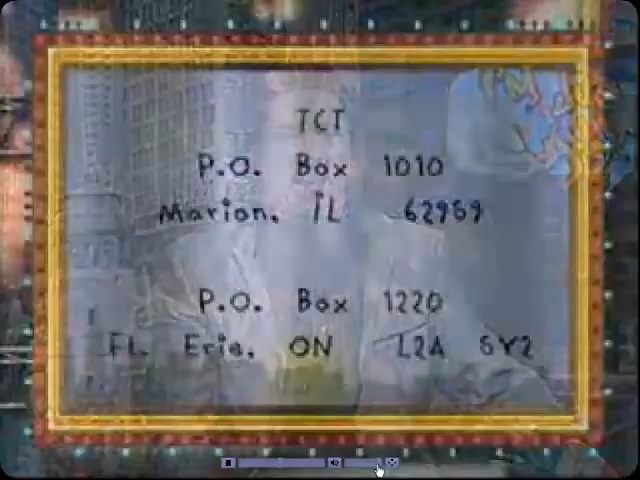 TCT
P.O. Box 1010
Marion, IL 62959
P.O. Box 1220
Ft. Erie, ON L2A 5Y2